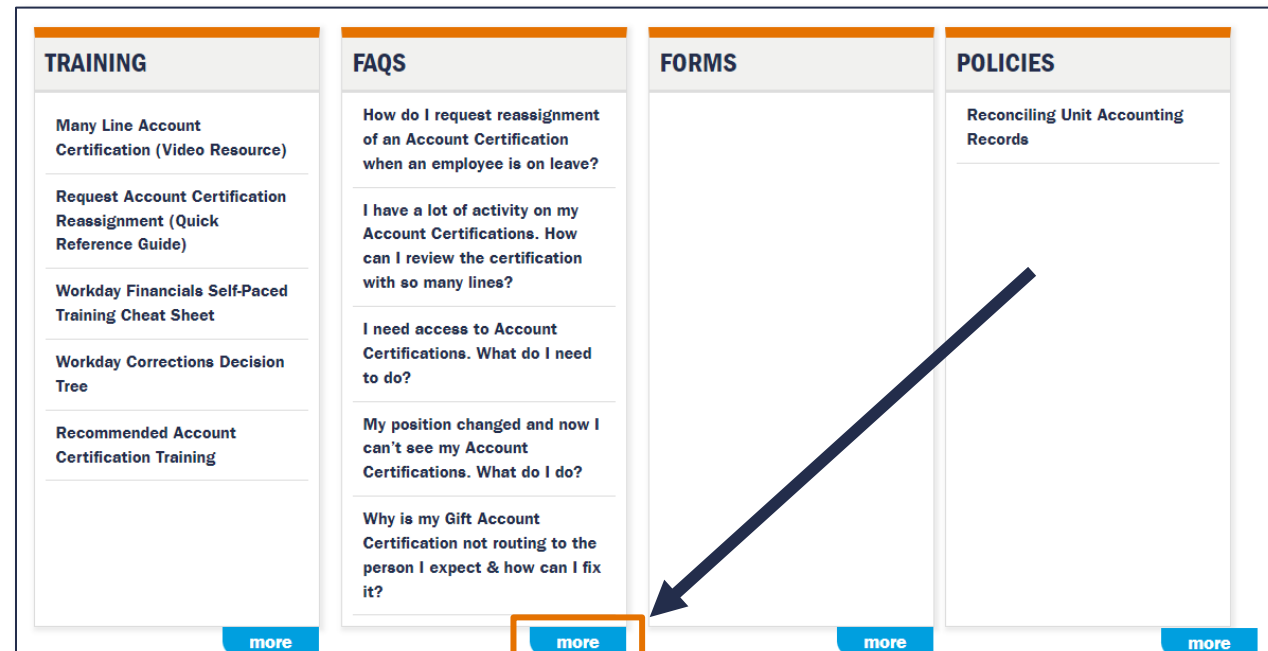 TRAINING
Many Line Account
Certification (Video Resource)
Request Account Certification
Reassignment (Quick
Reference Guide)
Workday Financials Self-Paced
Training Cheat Sheet
Workday Corrections Decision
Tree
Recommended Account
Certification Training
more
FAQS
How do I request reassignment
of an Account Certification
when an employee is on leave?
I have a lot of activity on my
Account Certifications. How
can I review the certification
with so many lines?
I need access to Account
Certifications. What do I need
to do?
My position changed and now I
can't see my Account
Certifications. What do I do?
Why is my Gift Account
Certification not routing to the
person I expect & how can I fix
it?
more
FORMS
more
POLICIES
Reconciling Unit Accounting
Records
more